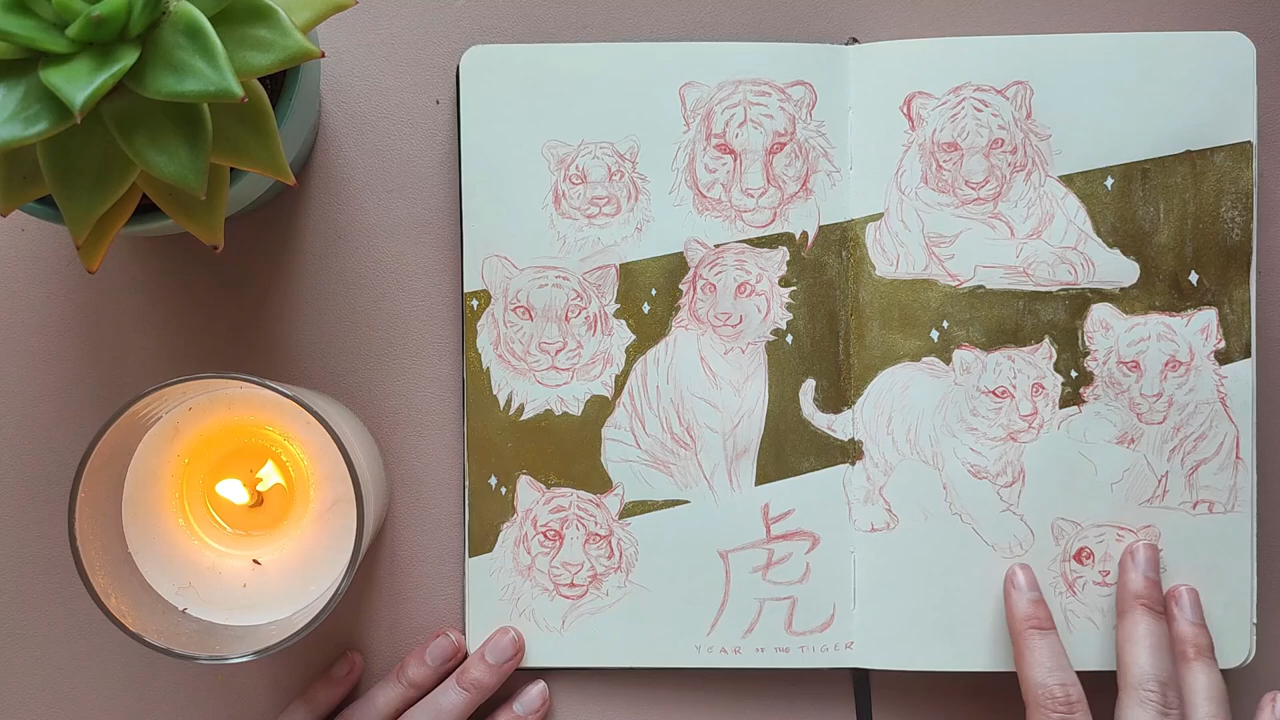 虎
YEAR OF THE TIGER